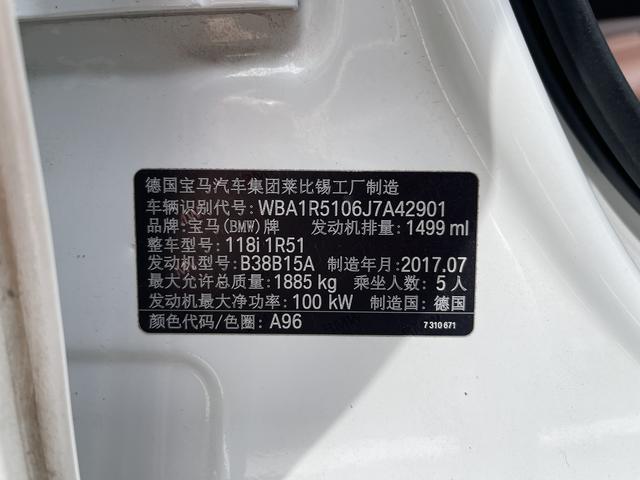 德国宝马汽车集团莱比锡工厂制造
车辆识别代号: WBA1R5106J7A42901
品牌: 宝马(BMW)牌 发动机排量: 1499 ml
整车型号: 118i 1R51
发动机型号: B38B15A 制造年月: 2017.07
最大允许总质量: 1885 kg 乘坐人数: 5 人
发动机最大净功率: 100 kW 制造国: 德国
颜色代码/色圈: A96 7 310 671